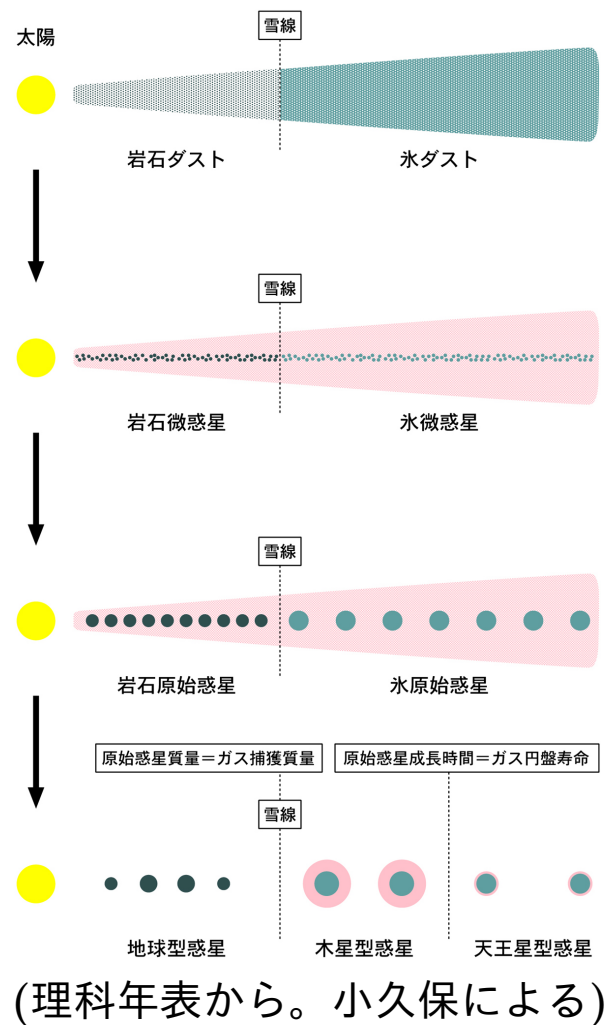 太陽
雪線
岩石ダスト 氷ダスト
雪線
岩石微惑星 氷微惑星
雪線
岩石原始惑星 氷原始惑星
原始惑星質量＝ガス捕獲質量 原始惑星成長時間＝ガス円盤寿命
雪線
地球型惑星 木星型惑星 天王星型惑星
(理科年表から。小久保による)